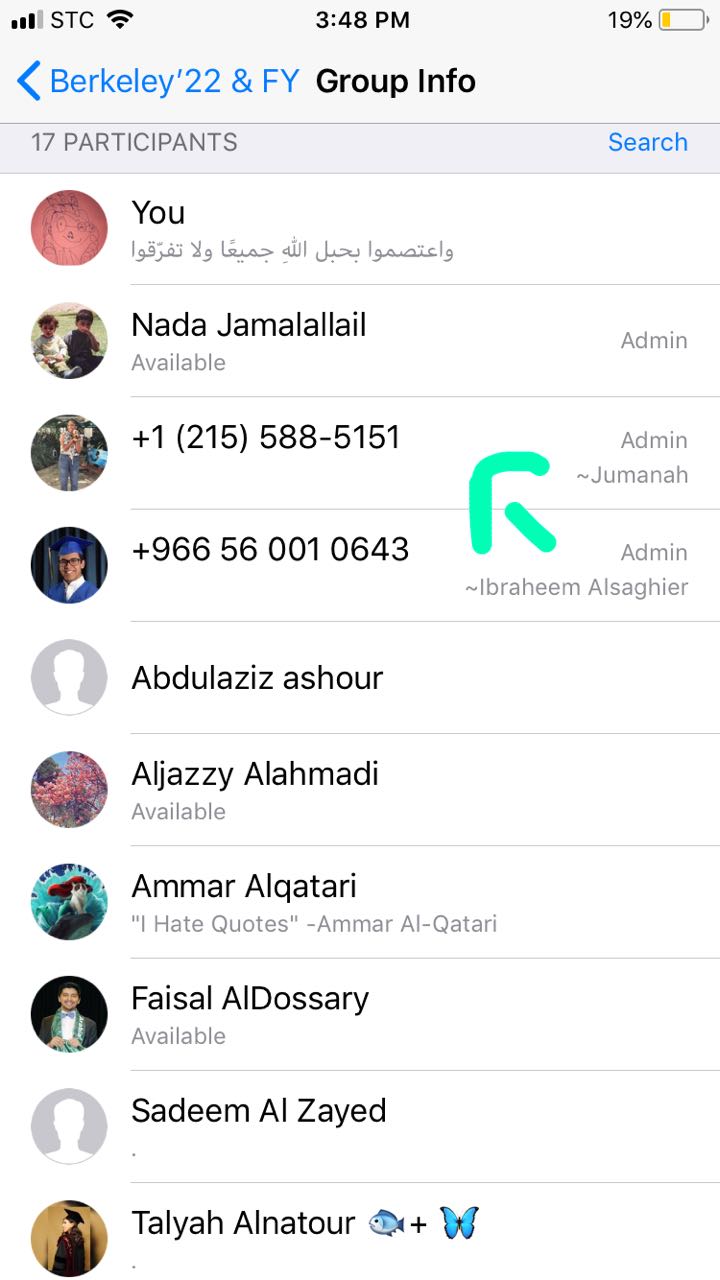 STC 3:48 PM 19%
Berkeley’22 & FY Group Info
17 PARTICIPANTS Search
You
واعتصموا بحبل اللهِ جميعًا ولا تفرّقوا
Nada Jamalallail
Available
Admin
+1 (215) 588-5151
Admin
~Jumanah
+966 56 001 0643
Admin
~Ibraheem Alsaghier
Abdulaziz ashour
Aljazzy Alahmadi
Available
Ammar Alqatari
"I Hate Quotes" -Ammar Al-Qatari
Faisal AlDossary
Available
Sadeem Al Zayed
.
Talyah Alnatour 🐟+ 🦋
.